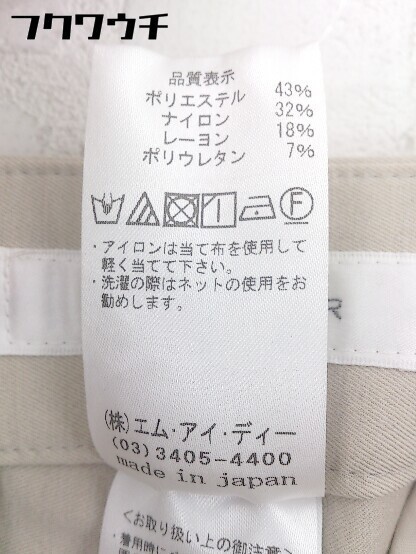 フクワウチ
品質表示
ポリエステル 43%
ナイロン 32%
レーヨン 18%
ポリウレタン 7%
F
・アイロンは当て布を使用して
軽く当てて下さい。
・洗濯の際はネットの使用をお
勧めします。
R
(株)エム・アイ・ディー
(03)3405-4400
made in japan
<お取り扱い上の御注意>
・着用時に